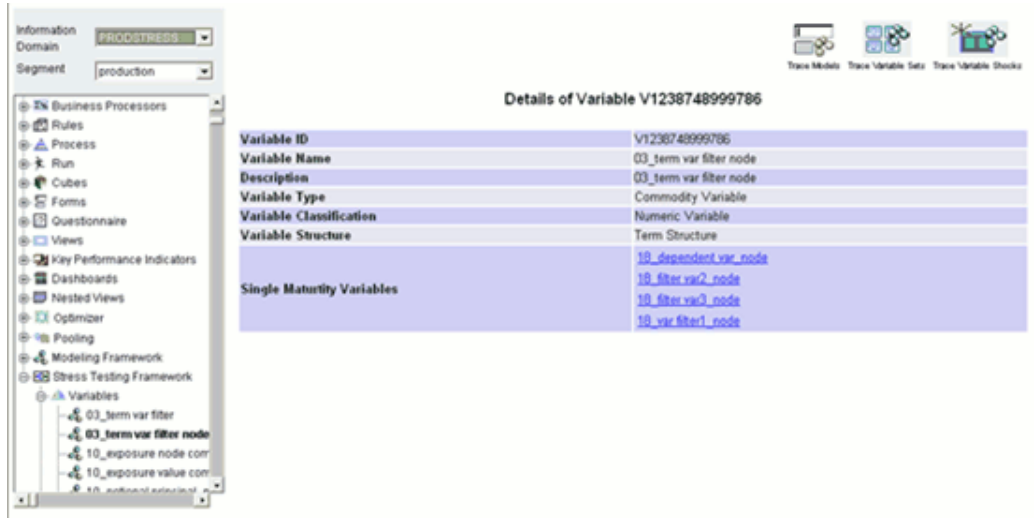 Information
Domain
PRODSTRESS
Segment
production
Business Processors
Rules
Process
Run
Cubes
Forms
Questionnaire
Views
Key Performance Indicators
Dashboards
Nested Views
Optimizer
Pooling
Modeling Framework
Stress Testing Framework
Variables
03_term var filter
03_term var filter node
10_exposure node com
10_exposure value com
10_notional principal
Trace Models Trace Variable Sets Trace Variable Shocks
Details of Variable V1238748999786
Variable ID V1238748999786
Variable Name 03_term var filter node
Description 03_term var filter node
Variable Type Commodity Variable
Variable Classification Numeric Variable
Variable Structure Term Structure
Single Maturtity Variables
18_dependent var_node
18_filter var2_node
18_filter var3_node
18_var filter1_node